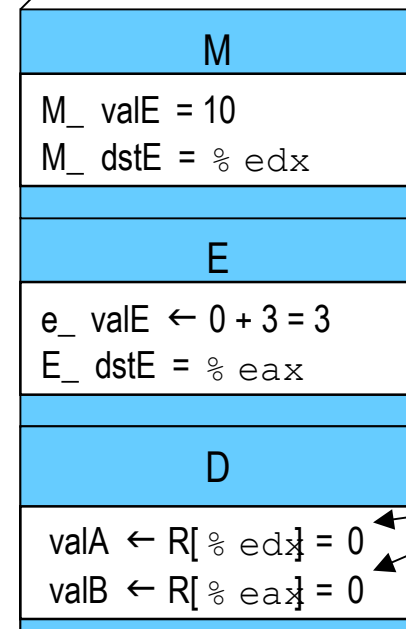 M
M_ valE = 10
M_ dstE = % edx
E
e_ valE ← 0 + 3 = 3
E_ dstE = % eax
D
valA ← R[ % edx] = 0
valB ← R[ % eax] = 0